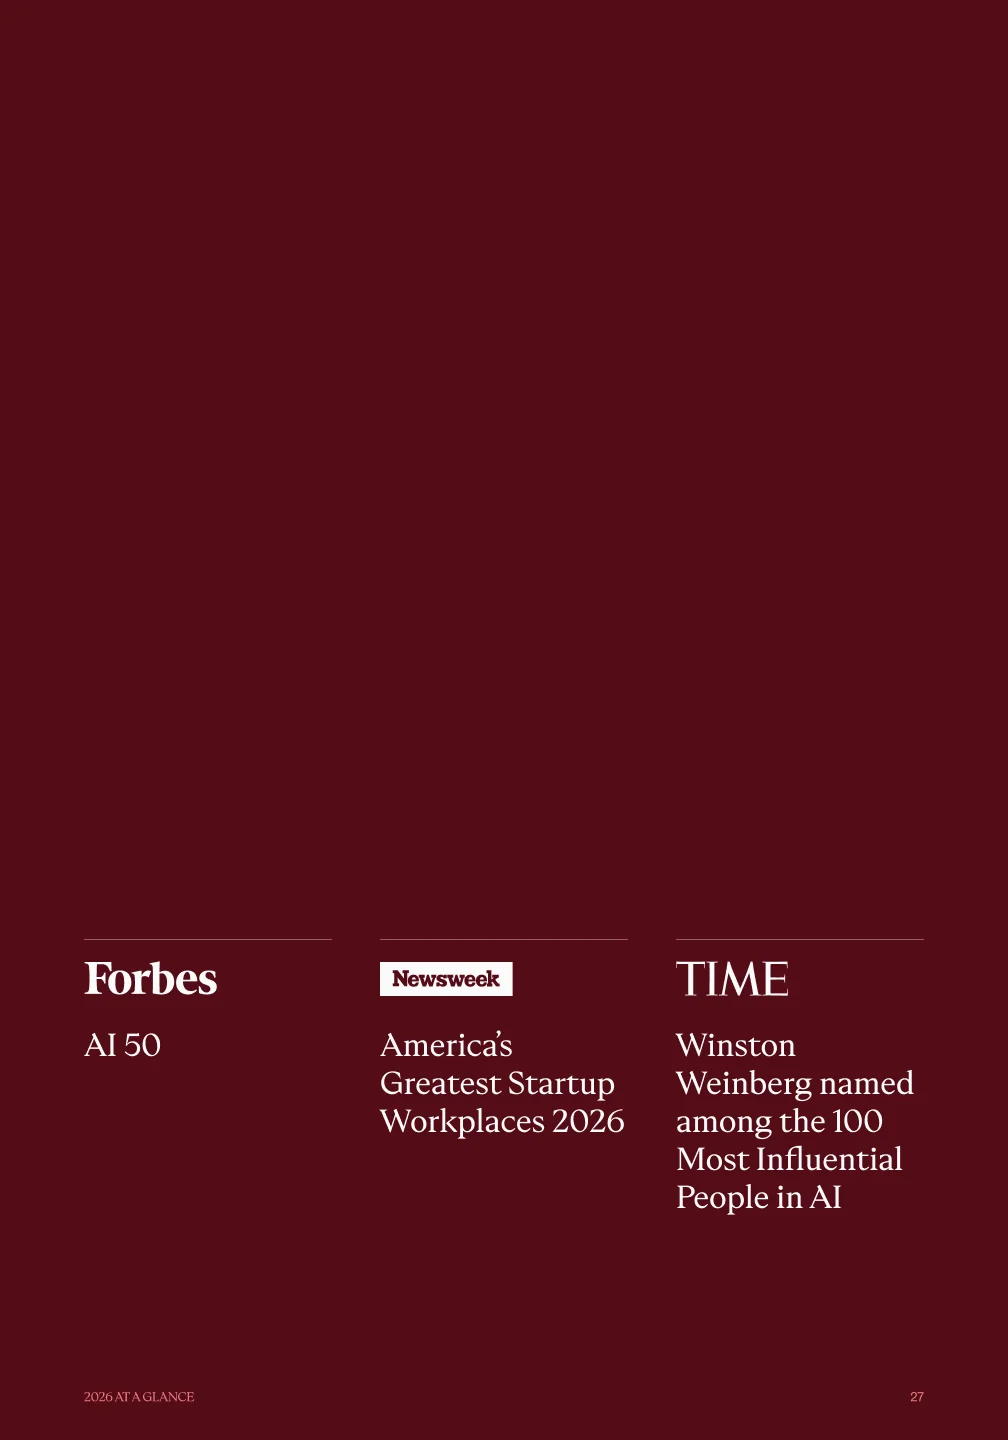 Forbes
AI 50
Newsweek
America’s
Greatest Startup
Workplaces 2026
TIME
Winston
Weinberg named
among the 100
Most Influential
People in AI
2026 AT A GLANCE
27